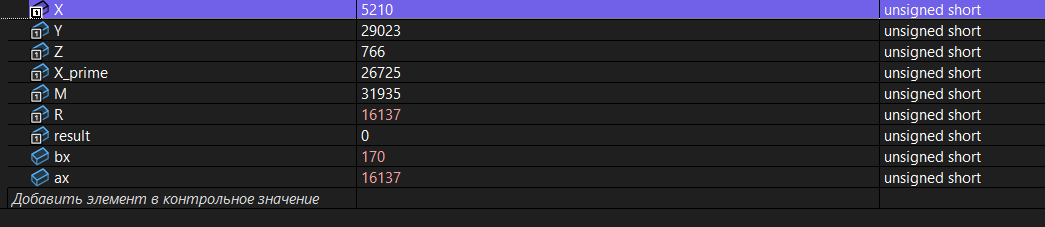 X 5210 unsigned short
Y 29023 unsigned short
Z 766 unsigned short
X_prime 26725 unsigned short
M 31935 unsigned short
R 16137 unsigned short
result 0 unsigned short
bx 170 unsigned short
ax 16137 unsigned short
Добавить элемент в контрольное значение